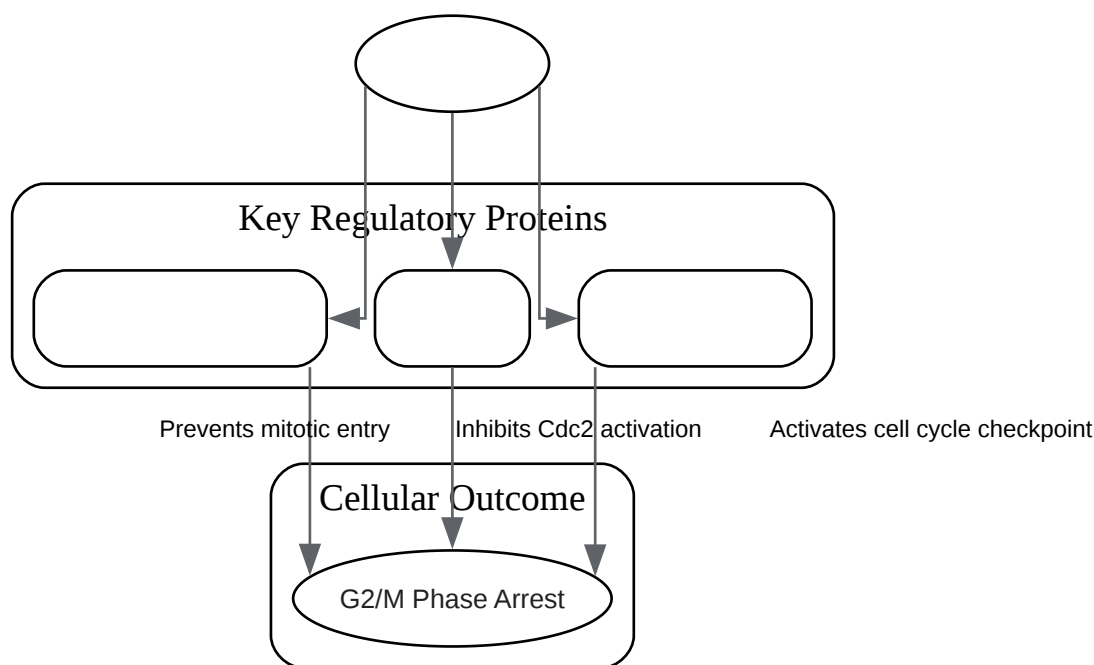 Key Regulatory Proteins
Prevents mitotic entry
Inhibits Cdc2 activation
Activates cell cycle checkpoint
Cellular Outcome
G2/M Phase Arrest